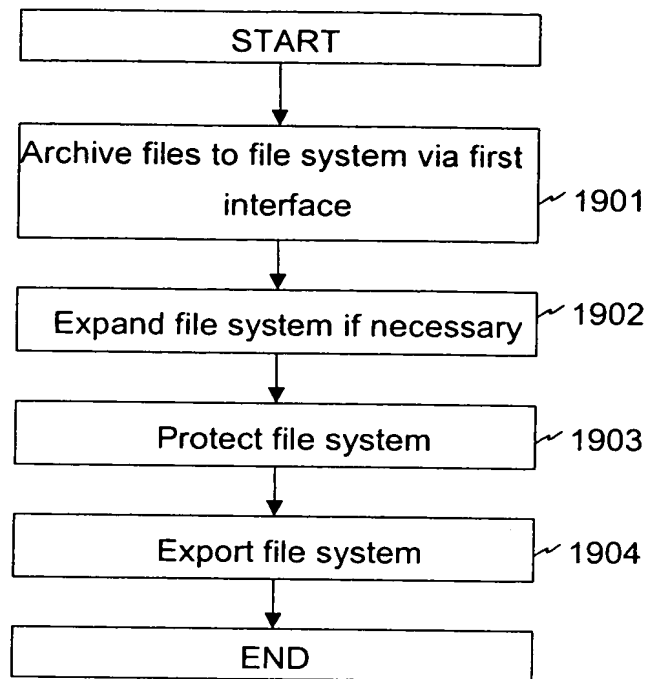 START
Archive files to file system via first
interface
1901
Expand file system if necessary
1902
Protect file system
1903
Export file system
1904
END